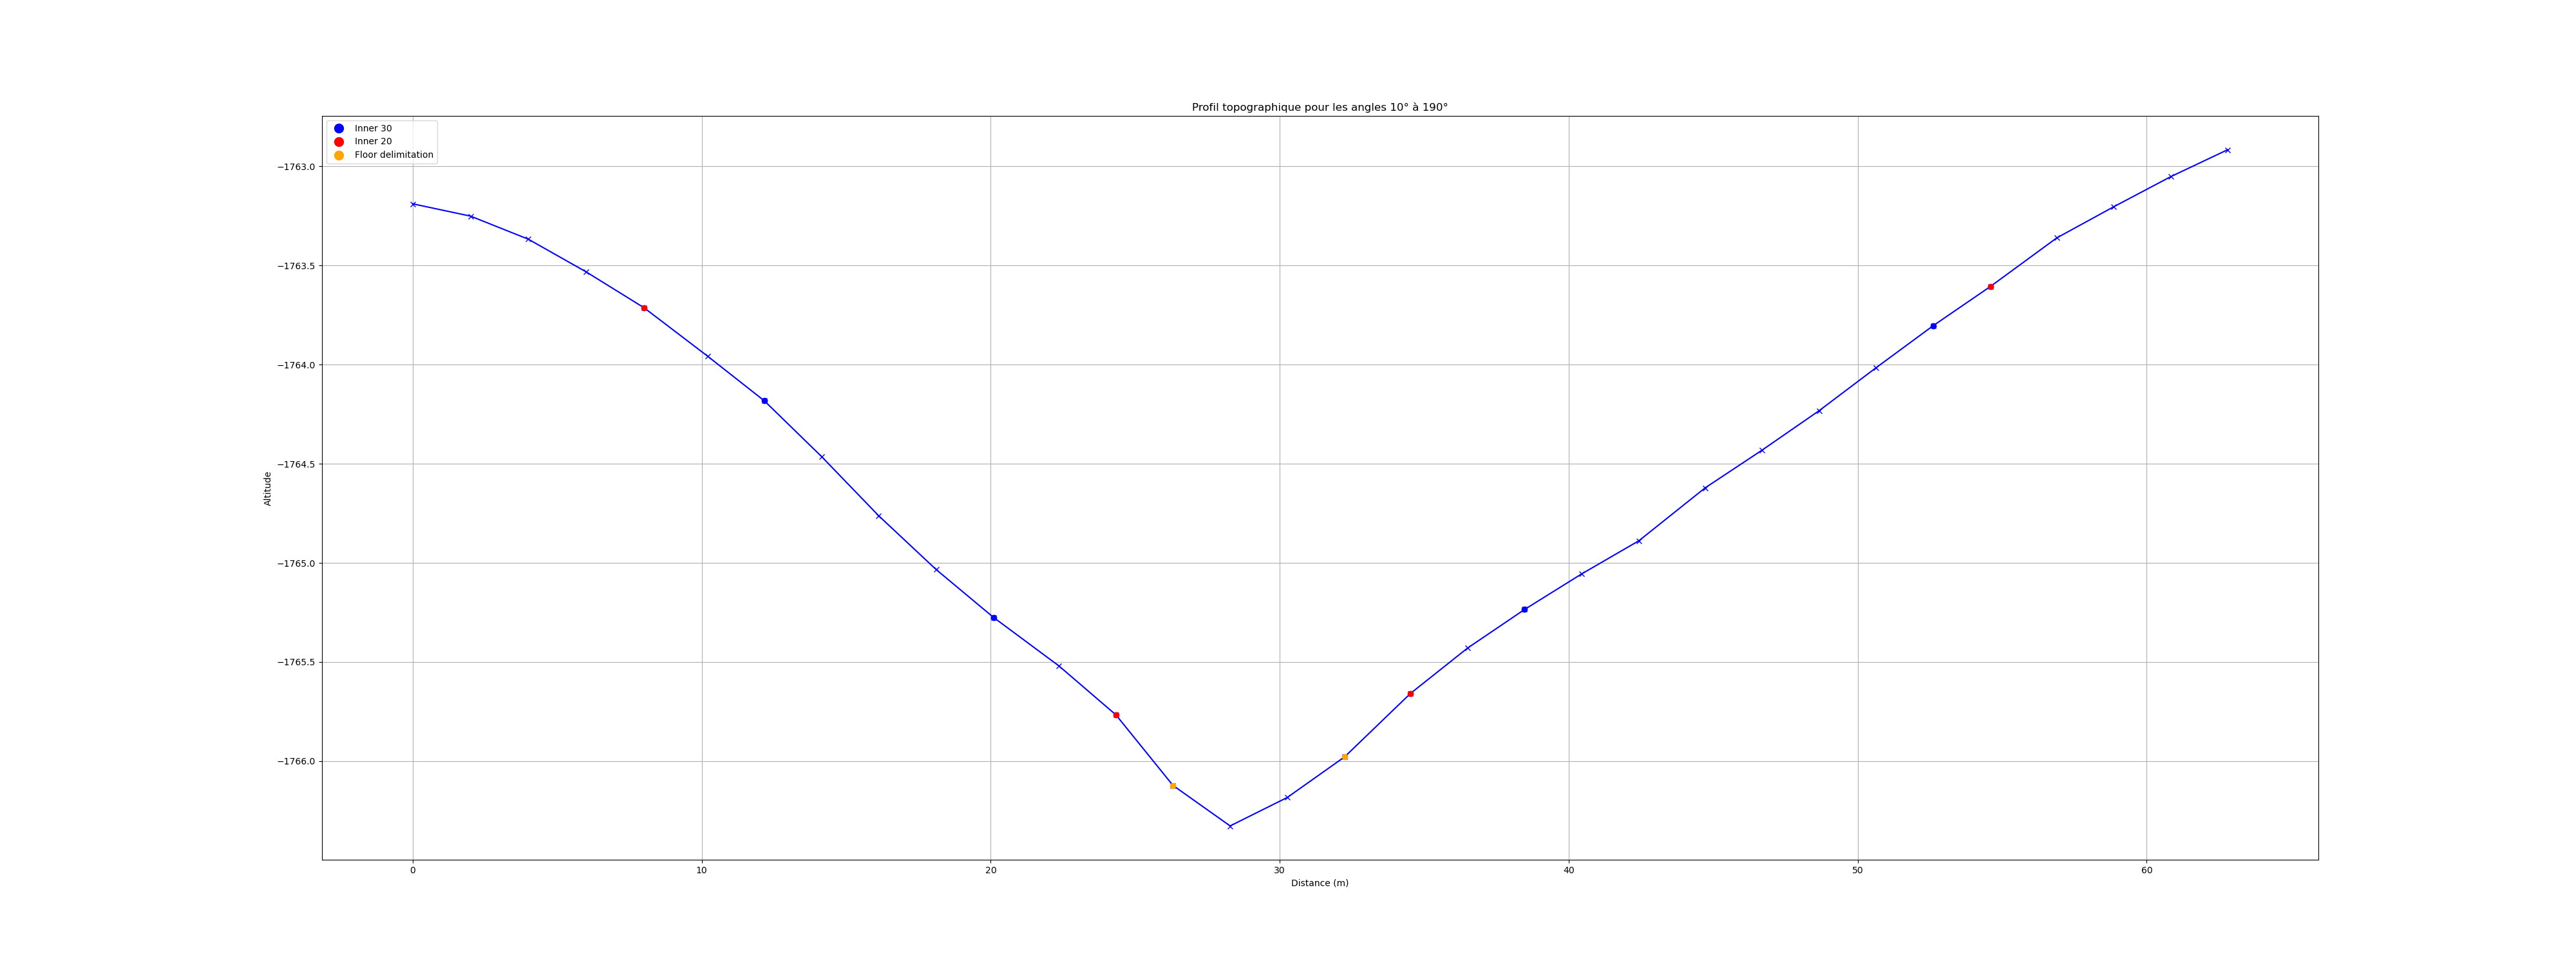 Profil topographique pour les angles 10° à 190°
Inner 30
Inner 20
Floor delimitation
−1763.0
−1763.5
−1764.0
−1764.5
−1765.0
−1765.5
−1766.0
Altitude
0 10 20 30 40 50 60
Distance (m)